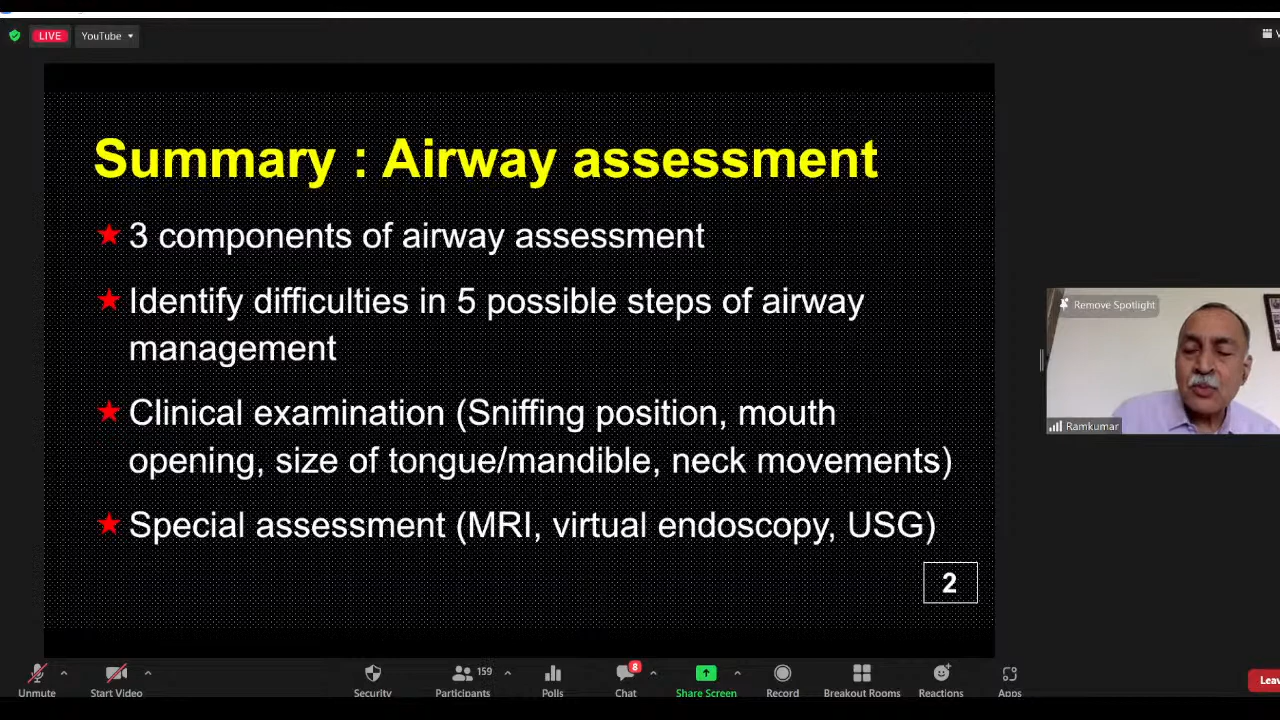 LIVE
YouTube
Summary : Airway assessment
3 components of airway assessment
Identify difficulties in 5 possible steps of airway
management
Clinical examination (Sniffing position, mouth
opening, size of tongue/mandible, neck movements)
Special assessment (MRI, virtual endoscopy, USG)
2
Remove Spotlight
Ramkumar
159
8
Unmute
Start Video
Security
Participants
Polls
Chat
Share Screen
Record
Breakout Rooms
Reactions
Apps
Leav